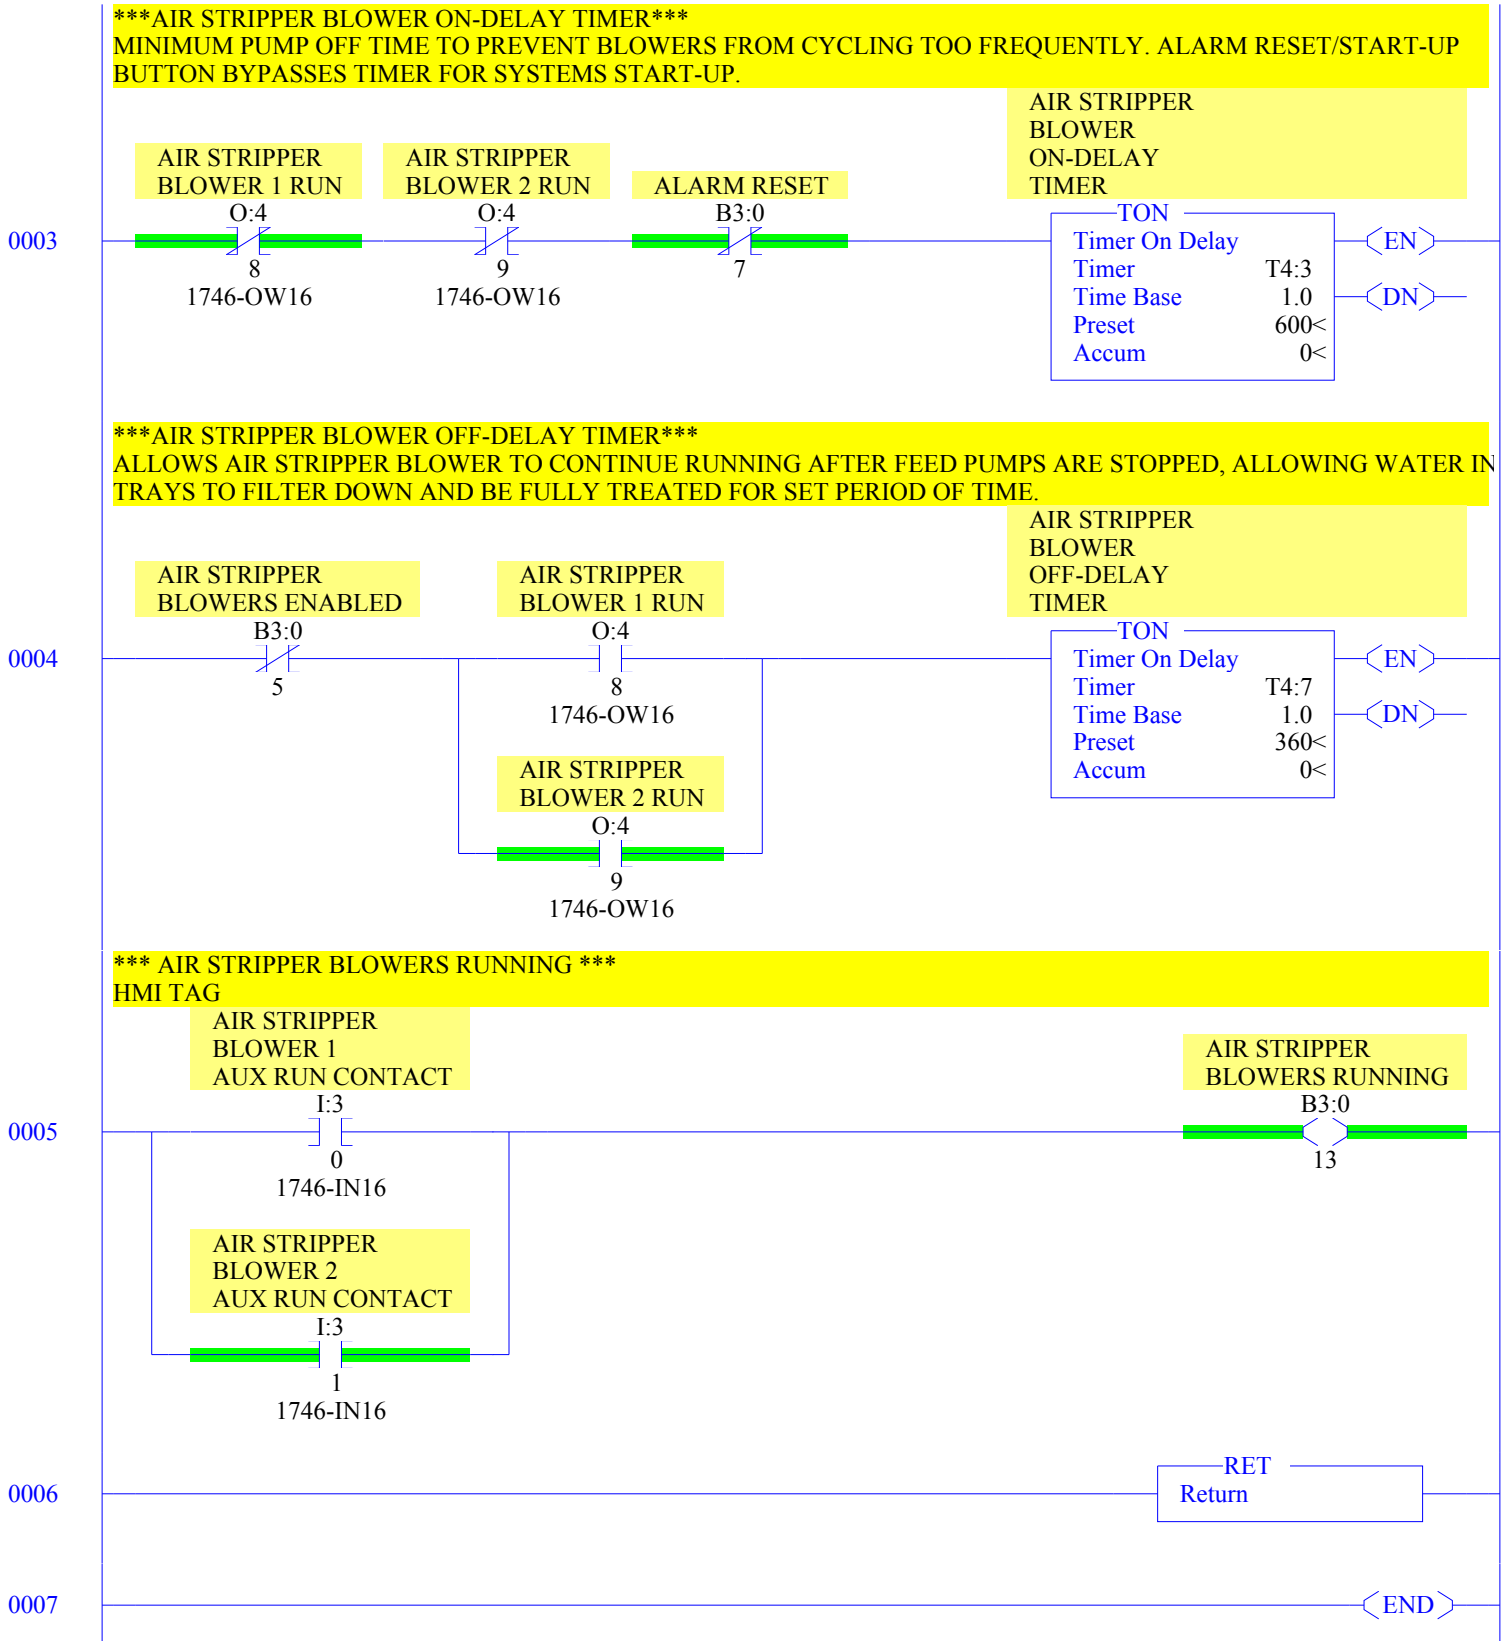 ***AIR STRIPPER BLOWER ON-DELAY TIMER***
MINIMUM PUMP OFF TIME TO PREVENT BLOWERS FROM CYCLING TOO FREQUENTLY. ALARM RESET/START-UP
BUTTON BYPASSES TIMER FOR SYSTEMS START-UP.
AIR STRIPPER
BLOWER
ON-DELAY
TIMER
AIR STRIPPER
BLOWER 1 RUN
AIR STRIPPER
BLOWER 2 RUN
ALARM RESET
0003
O:4
8
1746-OW16
O:4
9
1746-OW16
B3:0
7
TON
Timer On Delay
Timer T4:3
Time Base 1.0
Preset 600<
Accum 0<
EN
DN
***AIR STRIPPER BLOWER OFF-DELAY TIMER***
ALLOWS AIR STRIPPER BLOWER TO CONTINUE RUNNING AFTER FEED PUMPS ARE STOPPED, ALLOWING WATER IN
TRAYS TO FILTER DOWN AND BE FULLY TREATED FOR SET PERIOD OF TIME.
AIR STRIPPER
BLOWER
OFF-DELAY
TIMER
0004
AIR STRIPPER
BLOWERS ENABLED
B3:0
5
AIR STRIPPER
BLOWER 1 RUN
O:4
8
1746-OW16
AIR STRIPPER
BLOWER 2 RUN
O:4
9
1746-OW16
TON
Timer On Delay
Timer T4:7
Time Base 1.0
Preset 360<
Accum 0<
EN
DN
*** AIR STRIPPER BLOWERS RUNNING ***
HMI TAG
0005
AIR STRIPPER
BLOWER 1
AUX RUN CONTACT
I:3
0
1746-IN16
AIR STRIPPER
BLOWER 2
AUX RUN CONTACT
I:3
1
1746-IN16
AIR STRIPPER
BLOWERS RUNNING
B3:0
13
0006
RET
Return
0007
END